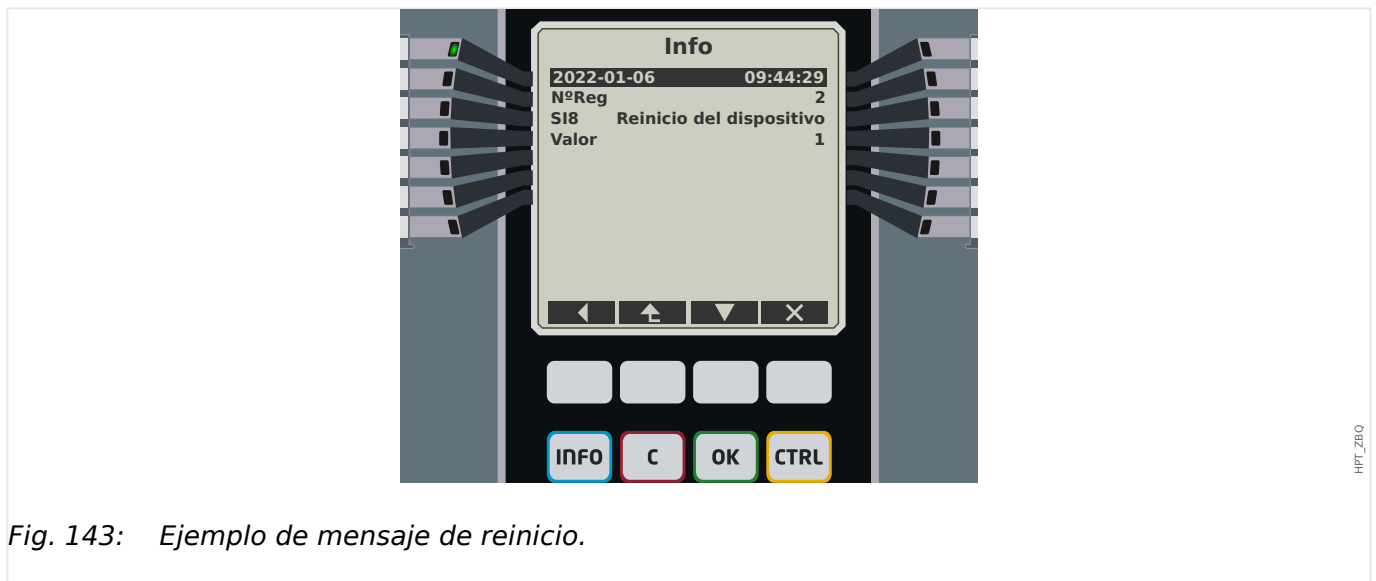 Info
2022-01-06 09:44:29
NºReg 2
SI8 Reinicio del dispositivo
Valor 1
INFO C OK CTRL
HPT_ZBQ
Fig. 143: Ejemplo de mensaje de reinicio.